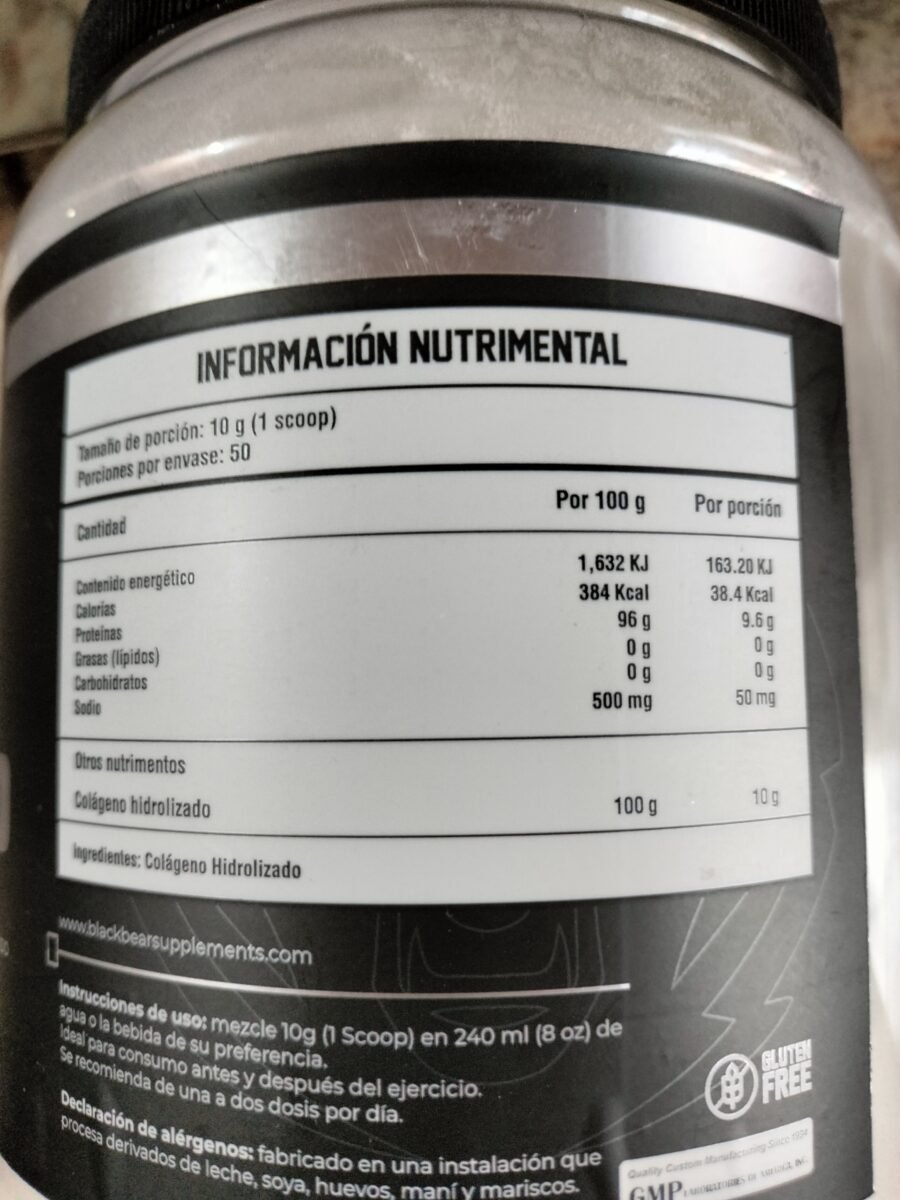 INFORMACIÓN NUTRIMENTAL
Tamaño de porción: 10 g (1 scoop)
Porciones por envase: 50
Cantidad Por 100 g Por porción
Contenido energético 1,632 KJ 163.20 KJ
Calorías 384 Kcal 38.4 Kcal
Proteínas 96 g 9.6 g
Grasas (lípidos) 0 g 0 g
Carbohidratos 0 g 0 g
Sodio 500 mg 50 mg
Otros nutrimentos
Colágeno hidrolizado 100 g 10 g
Ingredientes: Colágeno Hidrolizado
www.blackbearsupplements.com
Instrucciones de uso: mezcle 10g (1 Scoop) en 240 ml (8 oz) de
agua o la bebida de su preferencia.
Ideal para consumo antes y después del ejercicio.
Se recomienda de una a dos dosis por día.
GLUTEN
FREE
Declaración de alérgenos: fabricado en una instalación que
procesa derivados de leche, soya, huevos, maní y mariscos.
Quality Custom Manufacturing Since 1994
GMP LABORATORIES OF AMERICA, INC.